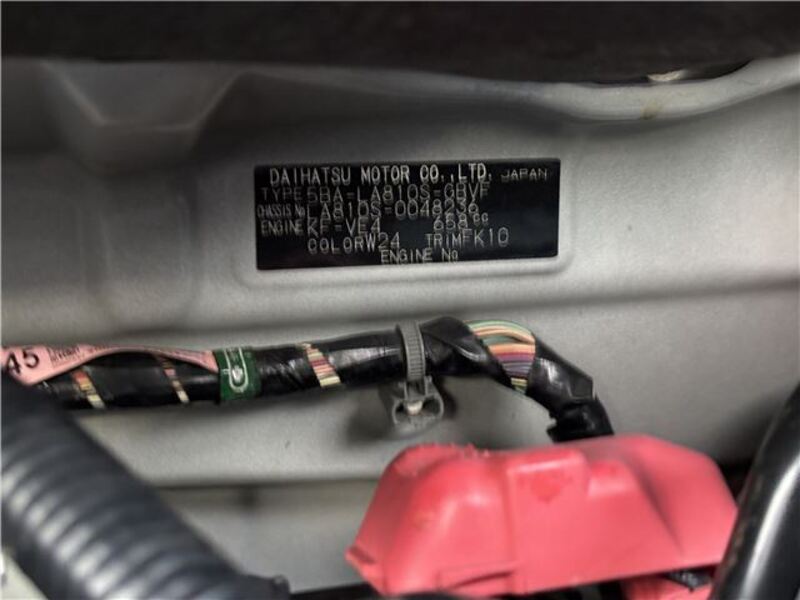 DAIHATSU MOTOR CO.,LTD. JAPAN
TYPE 5BA-LA810S-GBVF
CHASSIS No LA810S-0048236
ENGINE KF-VE4 658cc
COLOR W24 TRIM FK10
ENGINE No
45